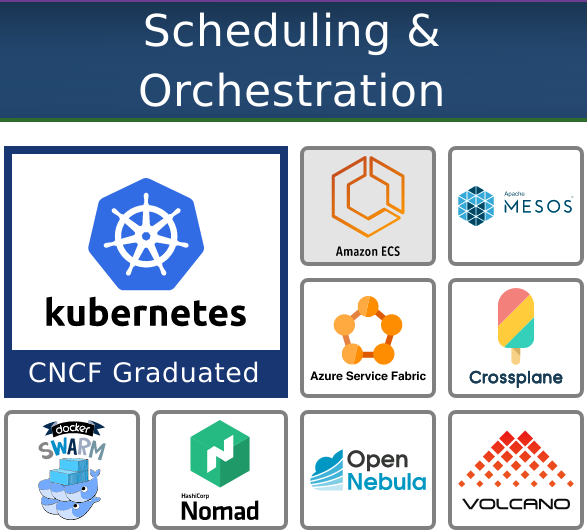 Scheduling &
Orchestration
kubernetes
CNCF Graduated
Amazon ECS
Apache
MESOS
Azure Service Fabric
Crossplane
docker
SWARM
HashiCorp
Nomad
Open
Nebula
VOLCANO